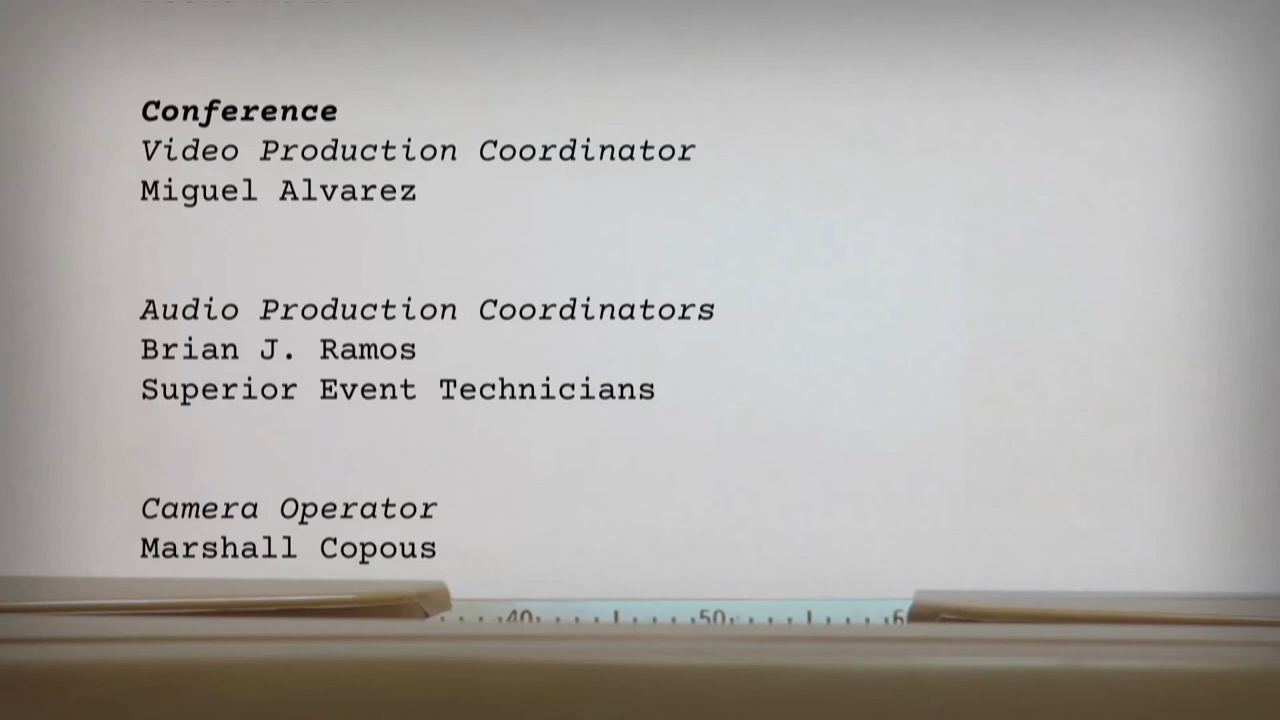 Conference
Video Production Coordinator
Miguel Alvarez
Audio Production Coordinators
Brian J. Ramos
Superior Event Technicians
Camera Operator
Marshall Copous
40
50